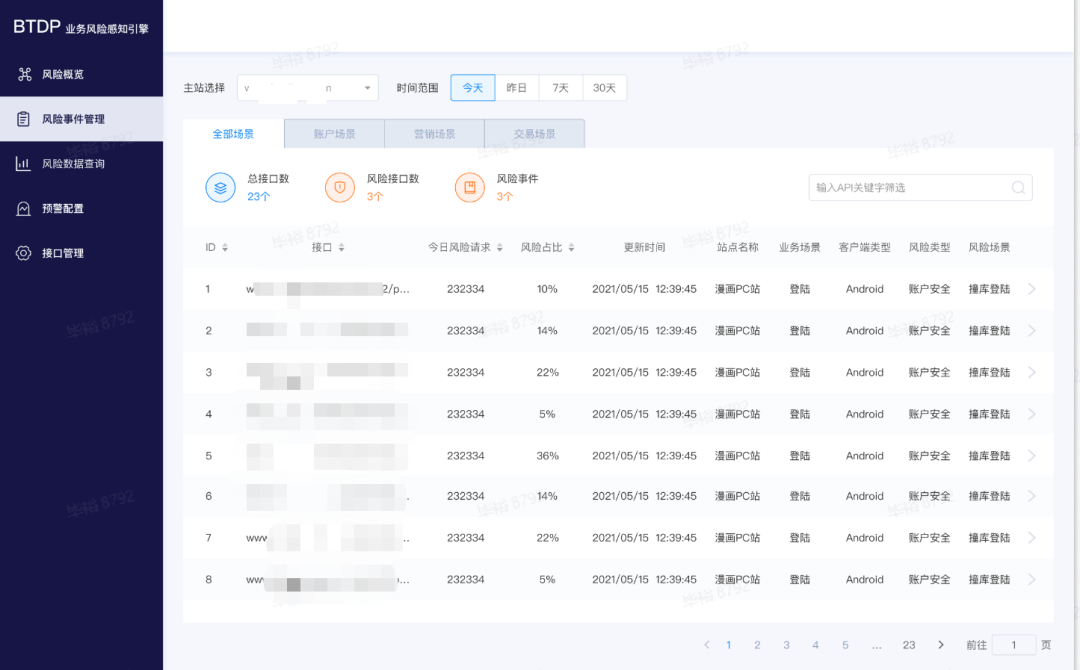 BTDP 业务风险感知引擎
风险概览
风险事件管理
风险数据查询
预警配置
接口管理
主站选择 v n 时间范围 今天 昨日 7天 30天
全部场景 账户场景 营销场景 交易场景
总接口数 风险接口数 风险事件
23个 3个 3个
输入API关键字筛选
ID 接口 今日风险请求 风险占比 更新时间 站点名称 业务场景 客户端类型 风险类型 风险场景
1 w 2/p... 232334 10% 2021/05/15 12:39:45 漫画PC站 登陆 Android 账户安全 撞库登陆
2 232334 14% 2021/05/15 12:39:45 漫画PC站 登陆 Android 账户安全 撞库登陆
3 232334 22% 2021/05/15 12:39:45 漫画PC站 登陆 Android 账户安全 撞库登陆
4 232334 5% 2021/05/15 12:39:45 漫画PC站 登陆 Android 账户安全 撞库登陆
5 232334 36% 2021/05/15 12:39:45 漫画PC站 登陆 Android 账户安全 撞库登陆
6 232334 14% 2021/05/15 12:39:45 漫画PC站 登陆 Android 账户安全 撞库登陆
7 www ... 232334 22% 2021/05/15 12:39:45 漫画PC站 登陆 Android 账户安全 撞库登陆
8 www p... 232334 5% 2021/05/15 12:39:45 漫画PC站 登陆 Android 账户安全 撞库登陆
< 1 2 3 4 5 ... 23 > 前往 1 页
毕裕 8792